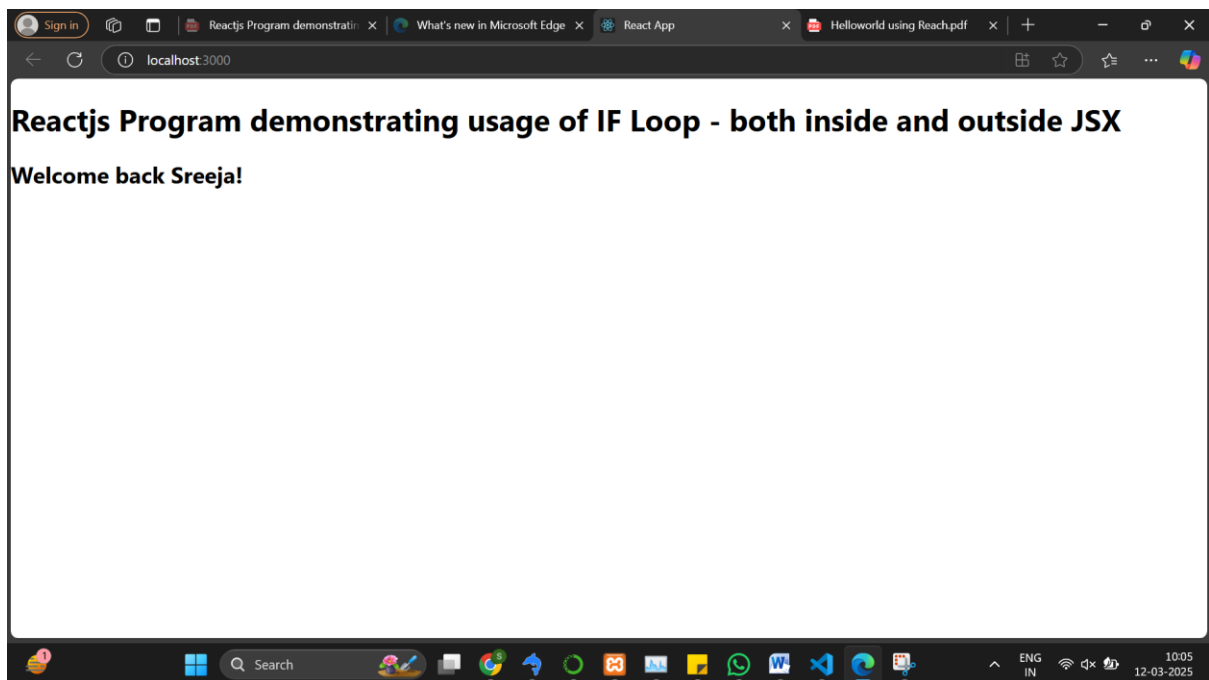 Sign in
Reactjs Program demonstratin
What's new in Microsoft Edge
React App
Helloworld using Reach.pdf
localhost:3000
Reactjs Program demonstrating usage of IF Loop - both inside and outside JSX
Welcome back Sreeja!
1
Search
S
ENG
IN
10:05
12-03-2025